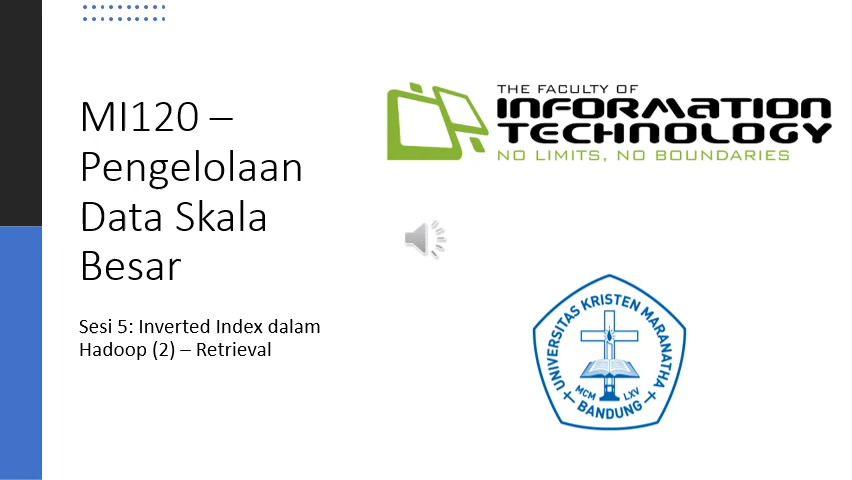 MI120 –
Pengelolaan
Data Skala
Besar
Sesi 5: Inverted Index dalam
Hadoop (2) – Retrieval
THE FACULTY OF
INFORMATION
TECHNOLOGY
NO LIMITS, NO BOUNDARIES
UNIVERSITAS KRISTEN MARANATHA
MCM LXV
BANDUNG